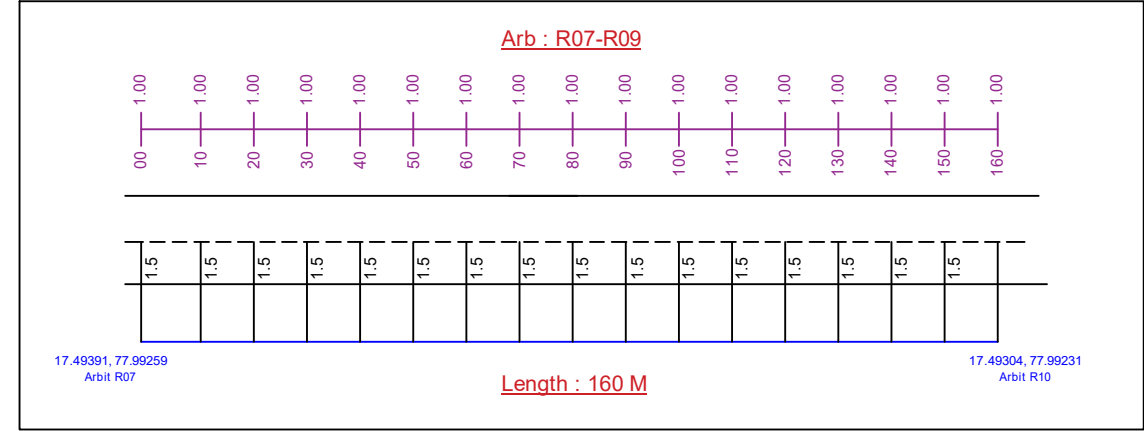 Arb : R07-R09
1.00 1.00 1.00 1.00 1.00 1.00 1.00 1.00 1.00 1.00 1.00 1.00 1.00 1.00 1.00 1.00 1.00
00 10 20 30 40 50 60 70 80 90 100 110 120 130 140 150 160
1.5 1.5 1.5 1.5 1.5 1.5 1.5 1.5 1.5 1.5 1.5 1.5 1.5 1.5 1.5 1.5
17.49391, 77.99259
Arbit R07
Length : 160 M
17.49304, 77.99231
Arbit R10